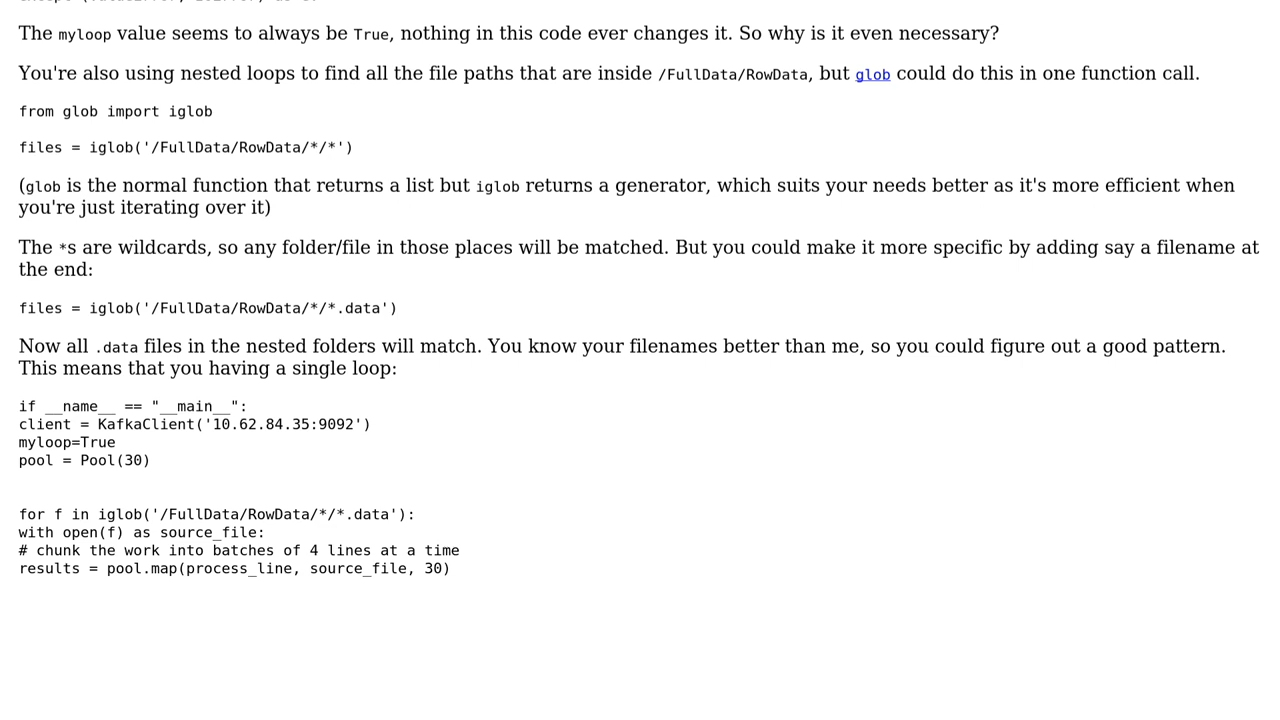 The myloop value seems to always be True, nothing in this code ever changes it. So why is it even necessary?
You're also using nested loops to find all the file paths that are inside /FullData/RowData, but glob could do this in one function call.
from glob import iglob
files = iglob('/FullData/RowData/*/*')
(glob is the normal function that returns a list but iglob returns a generator, which suits your needs better as it's more efficient when
you're just iterating over it)
The *s are wildcards, so any folder/file in those places will be matched. But you could make it more specific by adding say a filename at
the end:
files = iglob('/FullData/RowData/*/*.data')
Now all .data files in the nested folders will match. You know your filenames better than me, so you could figure out a good pattern.
This means that you having a single loop:
if __name__ == "__main__":
client = KafkaClient('10.62.84.35:9092')
myloop=True
pool = Pool(30)
for f in iglob('/FullData/RowData/*/*.data'):
with open(f) as source_file:
# chunk the work into batches of 4 lines at a time
results = pool.map(process_line, source_file, 30)